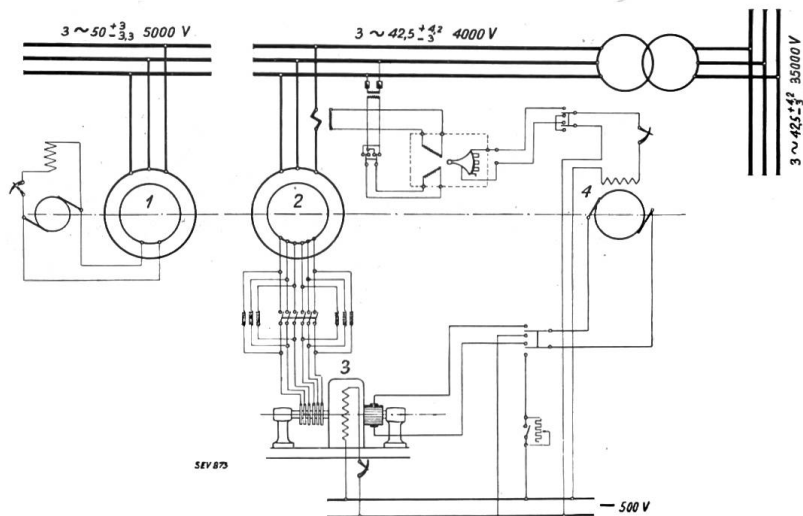 3 ~ 50 +3 -3,3 5000 V
3 ~ 42,5 +4,2 -3 4000 V
3 ~ 42,5 +4,2 -3 35000 V
1
2
4
3
SEV 873
— 500 V